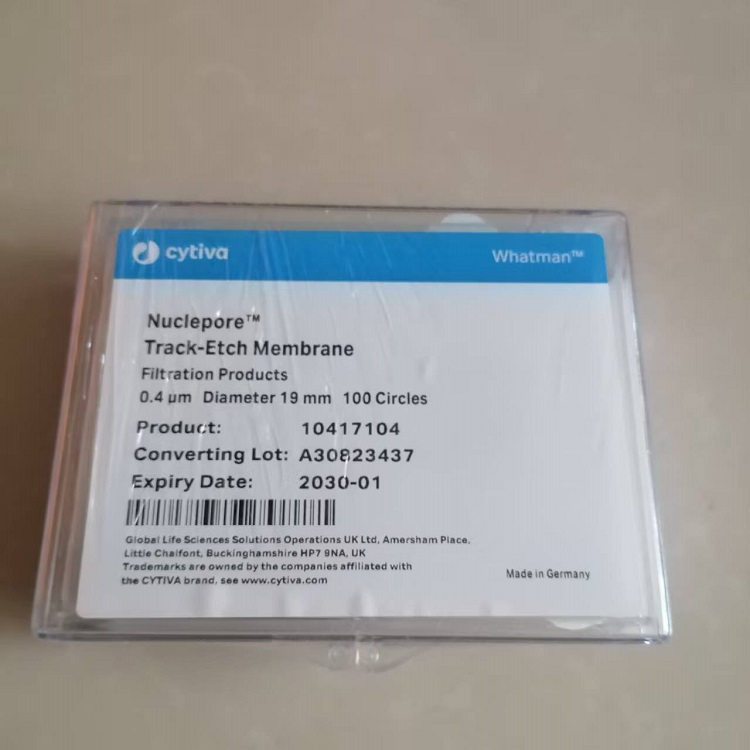 cytiva
Whatman™
Nuclepore™
Track-Etch Membrane
Filtration Products
0.4 µm Diameter 19 mm 100 Circles
Product: 10417104
Converting Lot: A30823437
Expiry Date: 2030-01
Global Life Sciences Solutions Operations UK Ltd, Amersham Place,
Little Chalfont, Buckinghamshire HP7 9NA, UK
Trademarks are owned by the companies affiliated with
the CYTIVA brand, see www.cytiva.com
Made in Germany